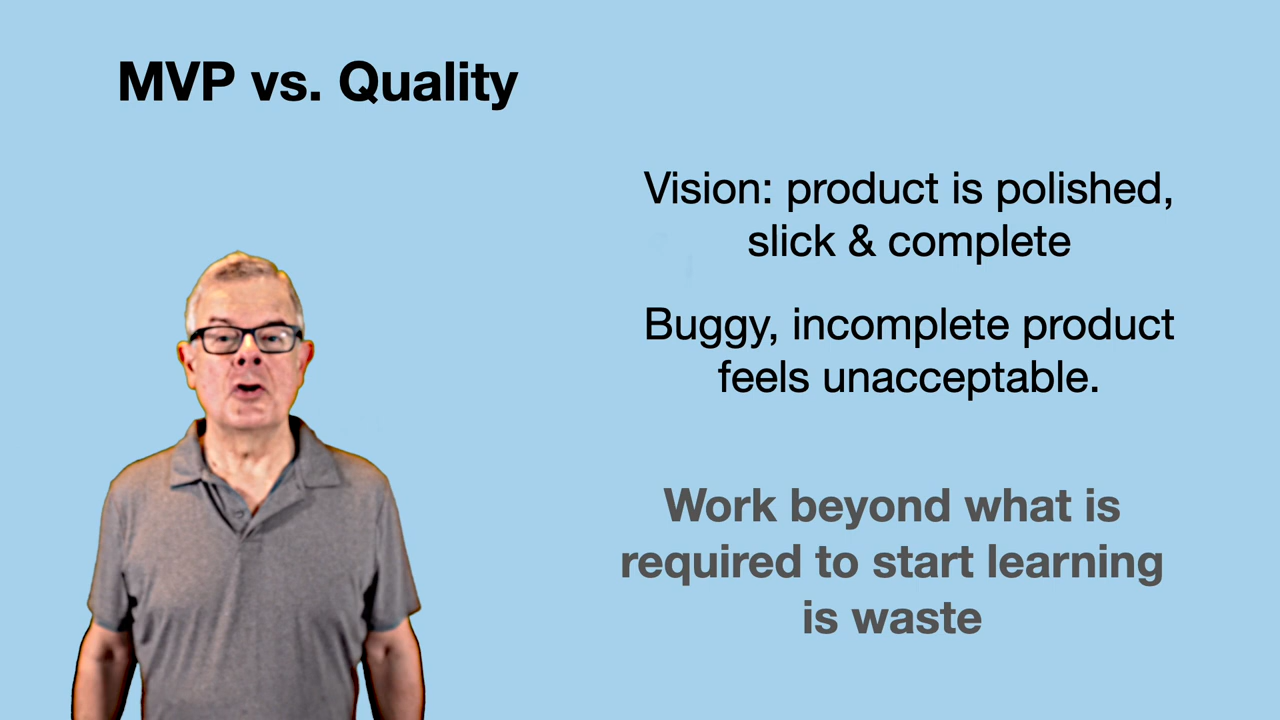 MVP vs. Quality
Vision: product is polished,
slick & complete
Buggy, incomplete product
feels unacceptable.
Work beyond what is
required to start learning
is waste